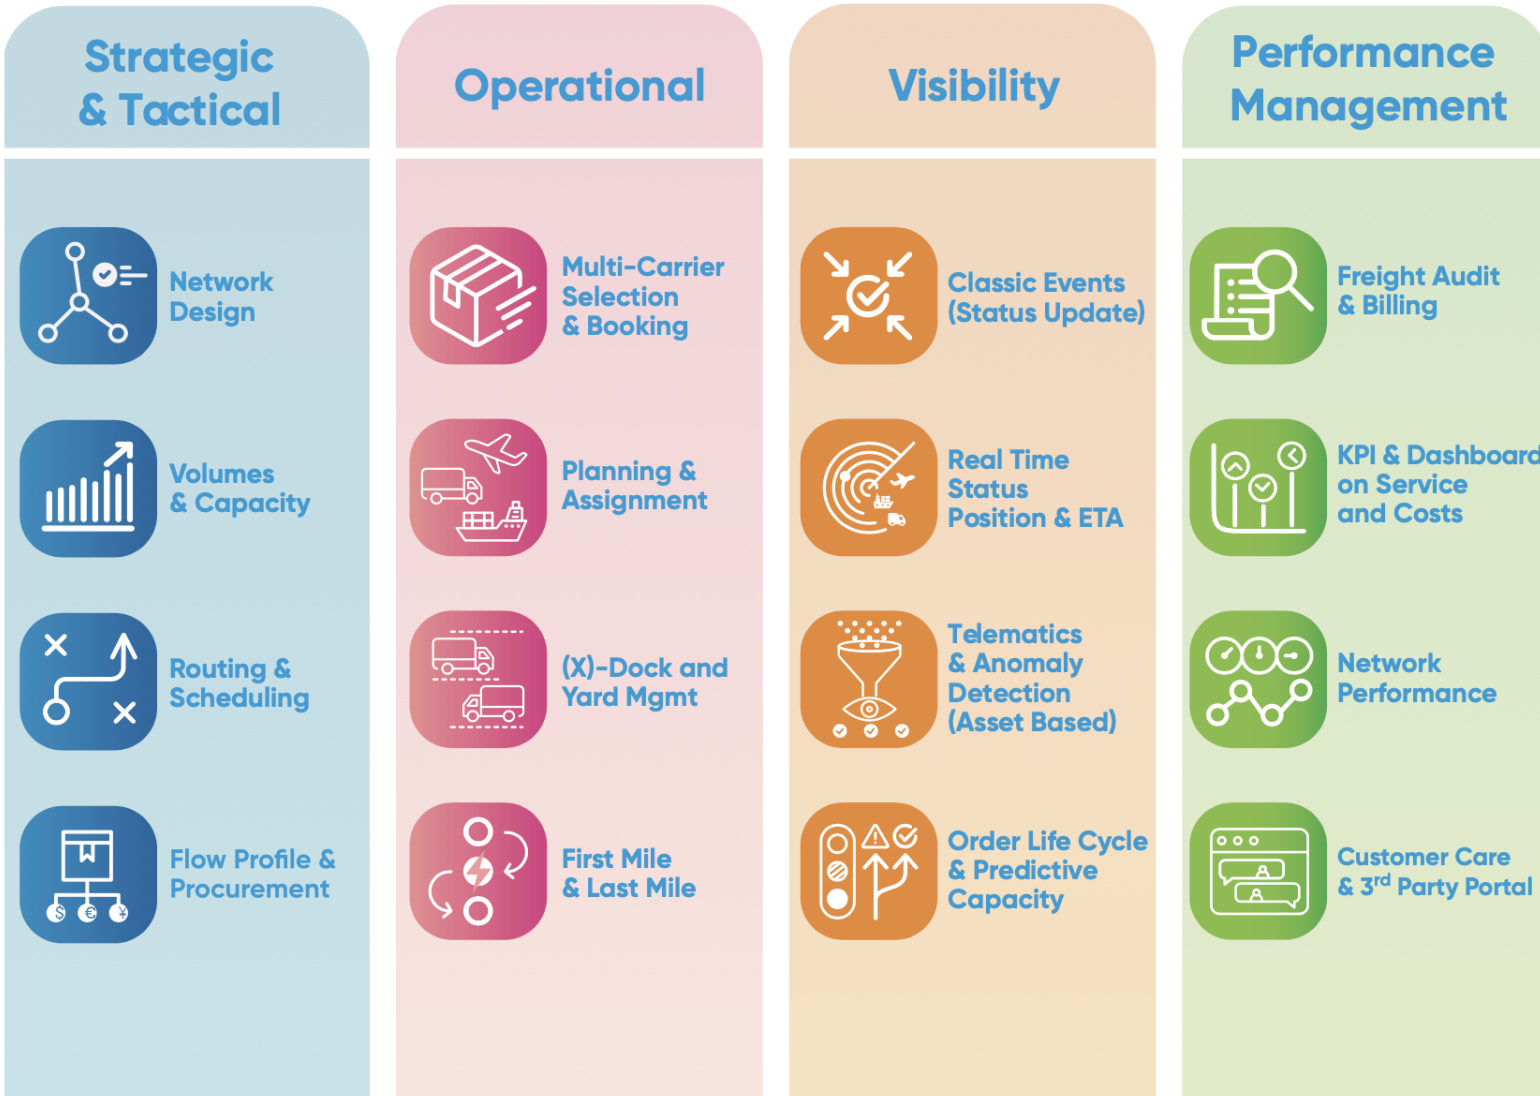 Strategic
& Tactical
Network
Design
Volumes
& Capacity
Routing &
Scheduling
Flow Profile &
Procurement
$ € ¥
Operational
Multi-Carrier
Selection
& Booking
Planning &
Assignment
(X)-Dock and
Yard Mgmt
First Mile
& Last Mile
Visibility
Classic Events
(Status Update)
Real Time
Status
Position & ETA
Telematics
& Anomaly
Detection
(Asset Based)
Order Life Cycle
& Predictive
Capacity
Performance
Management
Freight Audit
& Billing
KPI & Dashboard
on Service
and Costs
Network
Performance
Customer Care
& 3rd Party Portal